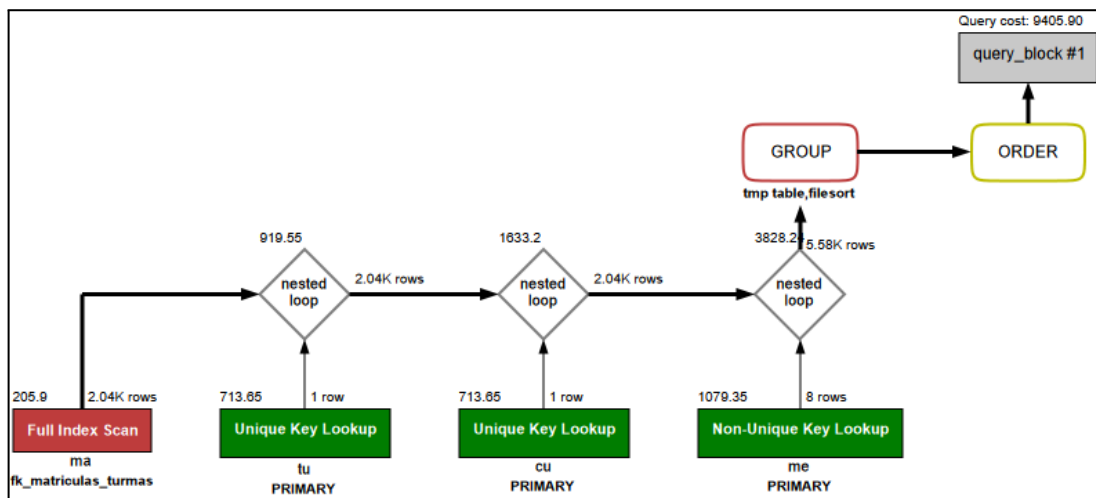 Query cost: 9405.90
query_block #1
GROUP
ORDER
tmp table,filesort
919.55
1633.2
3828.24
5.58K rows
nested
loop
2.04K rows
nested
loop
2.04K rows
nested
loop
205.9
2.04K rows
713.65
1 row
713.65
1 row
1079.35
8 rows
Full Index Scan
Unique Key Lookup
Unique Key Lookup
Non-Unique Key Lookup
ma
fk_matriculas_turmas
tu
PRIMARY
cu
PRIMARY
me
PRIMARY